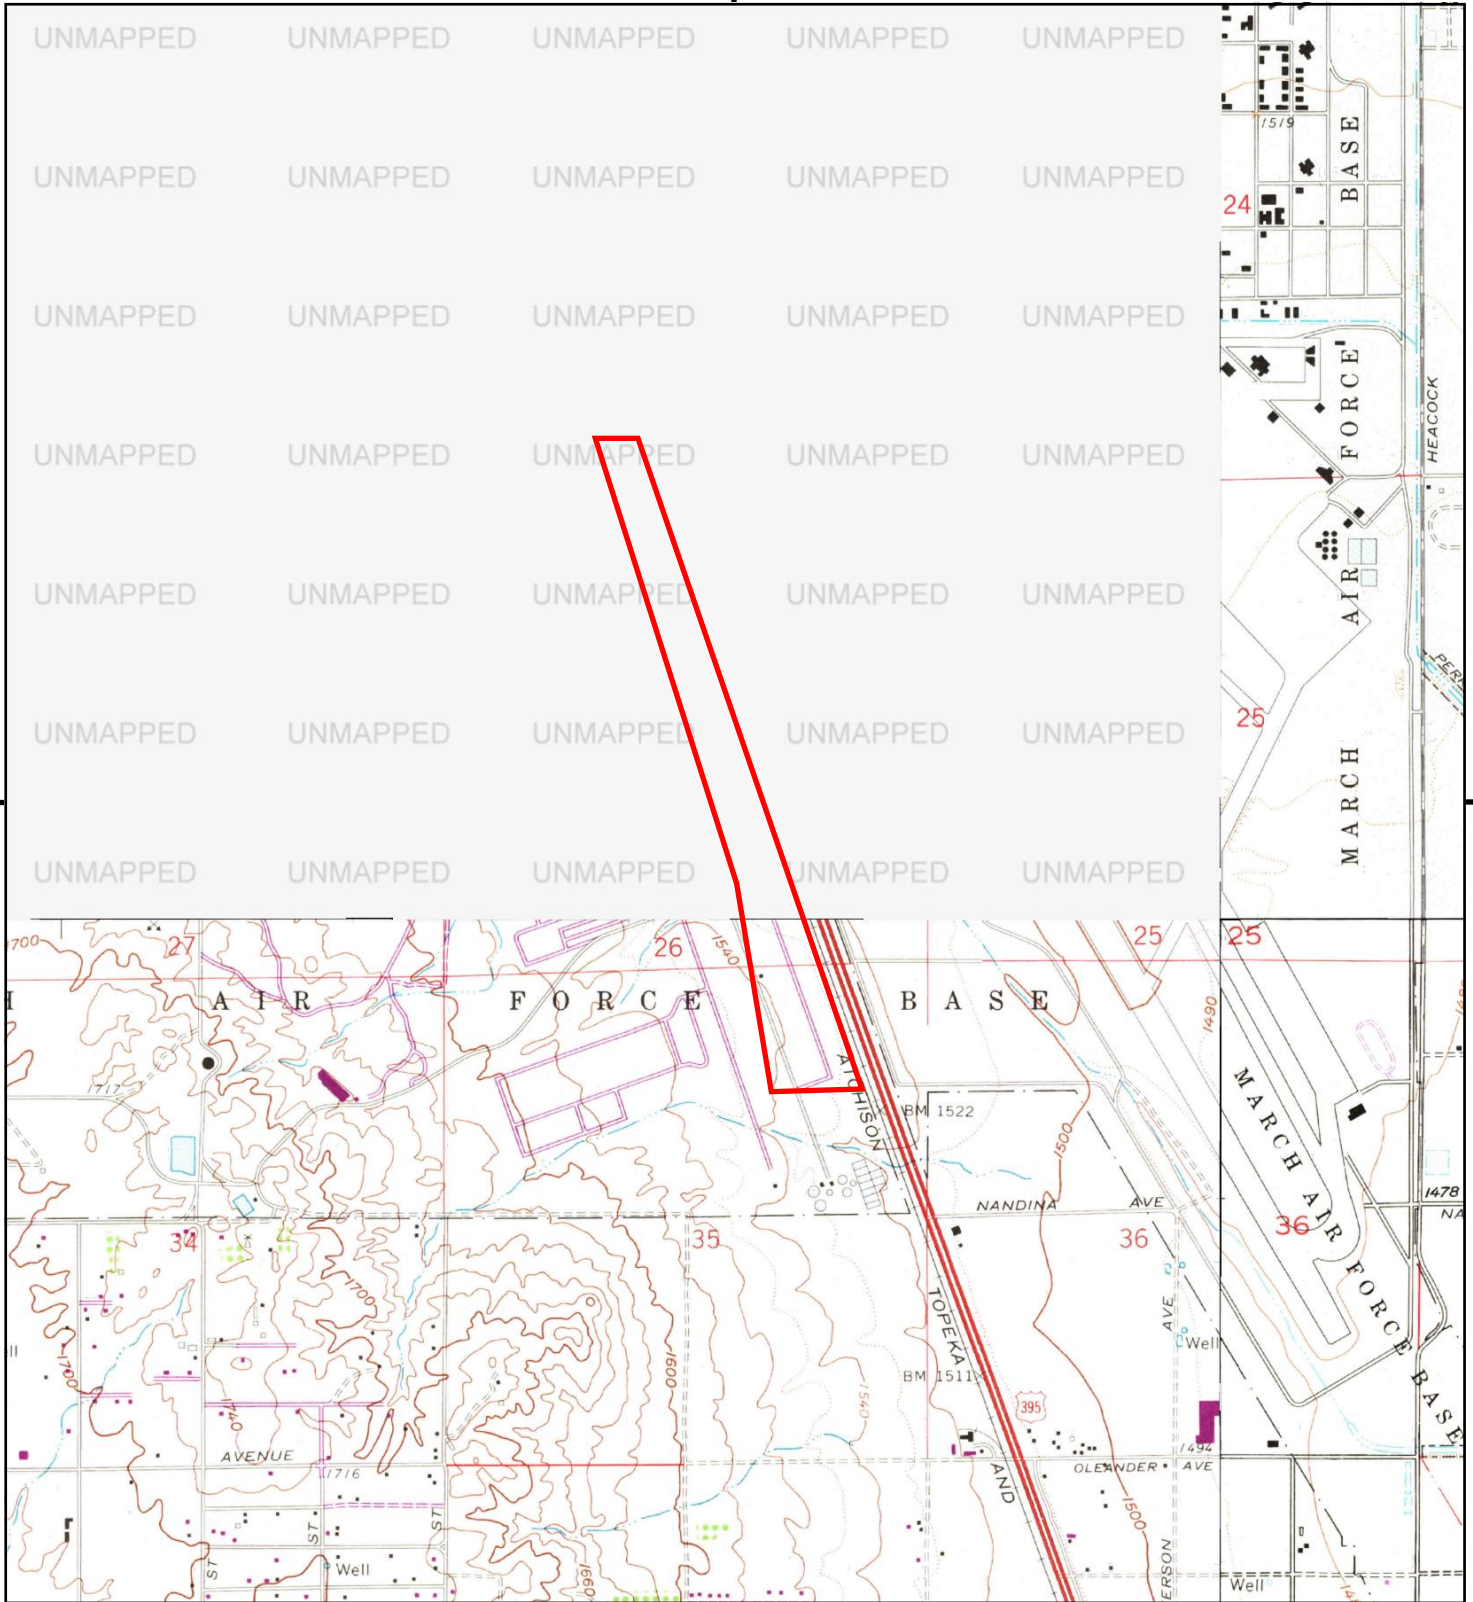 UNMAPPED UNMAPPED UNMAPPED UNMAPPED UNMAPPED
1519
UNMAPPED UNMAPPED UNMAPPED UNMAPPED UNMAPPED
24
UNMAPPED UNMAPPED UNMAPPED UNMAPPED UNMAPPED
HEACOCK
UNMAPPED UNMAPPED UNMAPPED UNMAPPED UNMAPPED
UNMAPPED UNMAPPED UNMAPPED UNMAPPED UNMAPPED
25
UNMAPPED UNMAPPED UNMAPPED UNMAPPED UNMAPPED
MARCH AIR FORCE BASE
UNMAPPED UNMAPPED UNMAPPED UNMAPPED UNMAPPED
27 26 25 25
1540
AIR FORCE BASE
1490
1717
ATCHISON
BM 1522
1500
MARCH AIR FORCE BASE
NANDINA AVE
1478
NA
34 35 36 36
1700
1700
TOPEKA
AVE
Well
1600
BM 1511
1740
1540
395
AVENUE
1716
AND
1494
OLEANDER AVE
1500
ST
ST
ST
Well
1660
ERSON
Well